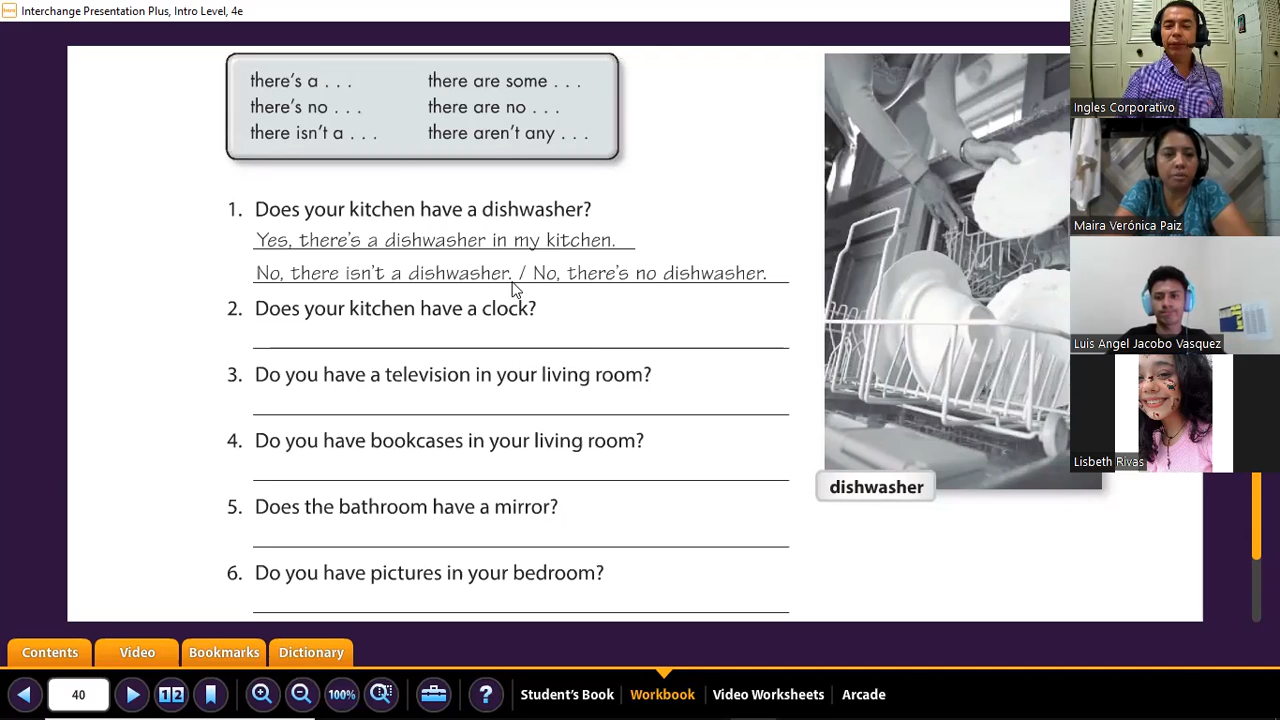 Interchange Presentation Plus, Intro Level, 4e
there's a . . . there are some . . .
there's no . . . there are no . . .
there isn't a . . . there aren't any . . .
1. Does your kitchen have a dishwasher?
Yes, there's a dishwasher in my kitchen.
No, there isn't a dishwasher. / No, there's no dishwasher.
2. Does your kitchen have a clock?
3. Do you have a television in your living room?
4. Do you have bookcases in your living room?
5. Does the bathroom have a mirror?
6. Do you have pictures in your bedroom?
dishwasher
Ingles Corporativo
Maira Verónica Paiz
Luis Angel Jacobo Vasquez
Lisbeth Rivas
Contents Video Bookmarks Dictionary
40 1 2 100% ? Student's Book Workbook Video Worksheets Arcade